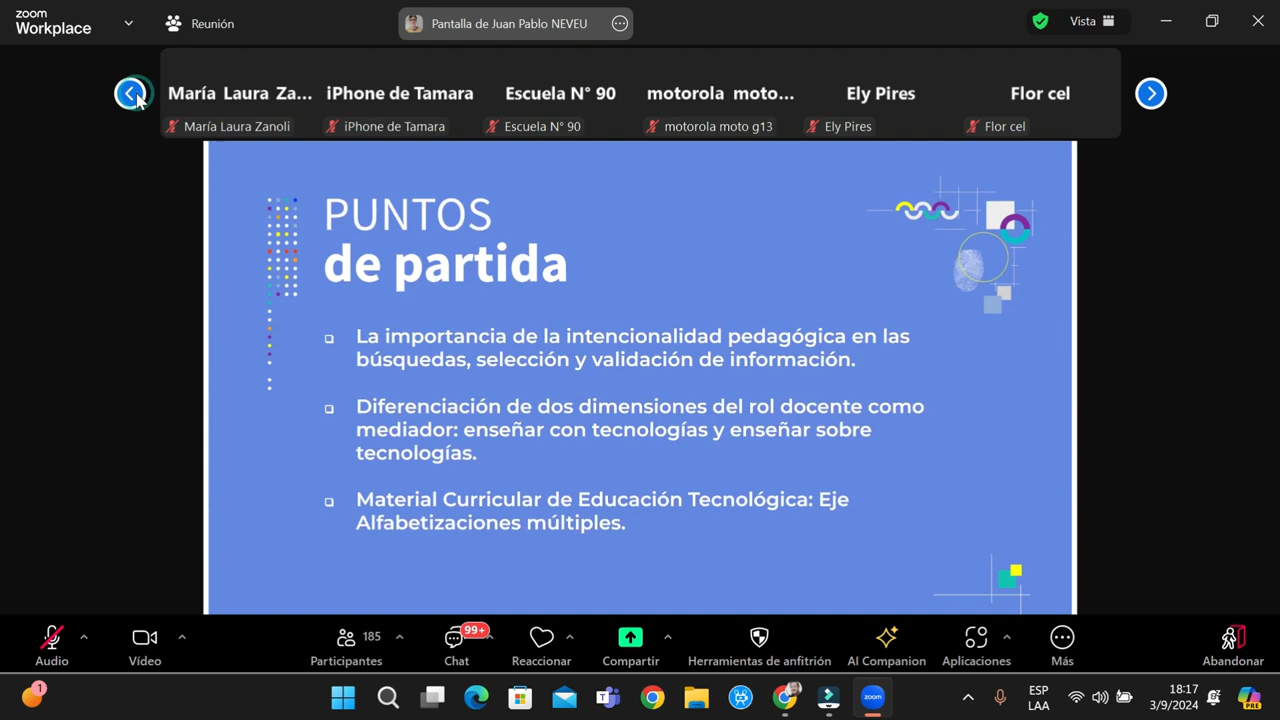 zoom
Workplace
Reunión
Pantalla de Juan Pablo NEVEU
Vista
María Laura Za...
iPhone de Tamara
Escuela N° 90
motorola moto...
Ely Pires
Flor cel
María Laura Zanoli
iPhone de Tamara
Escuela N° 90
motorola moto g13
Ely Pires
Flor cel
PUNTOS
de partida
La importancia de la intencionalidad pedagógica en las
búsquedas, selección y validación de información.
Diferenciación de dos dimensiones del rol docente como
mediador: enseñar con tecnologías y enseñar sobre
tecnologías.
Material Curricular de Educación Tecnológica: Eje
Alfabetizaciones múltiples.
185
99+
Audio
Vídeo
Participantes
Chat
Reaccionar
Compartir
Herramientas de anfitrión
AI Companion
Aplicaciones
Más
Abandonar
1
zoom
ESP
LAA
18:17
3/9/2024
PRE